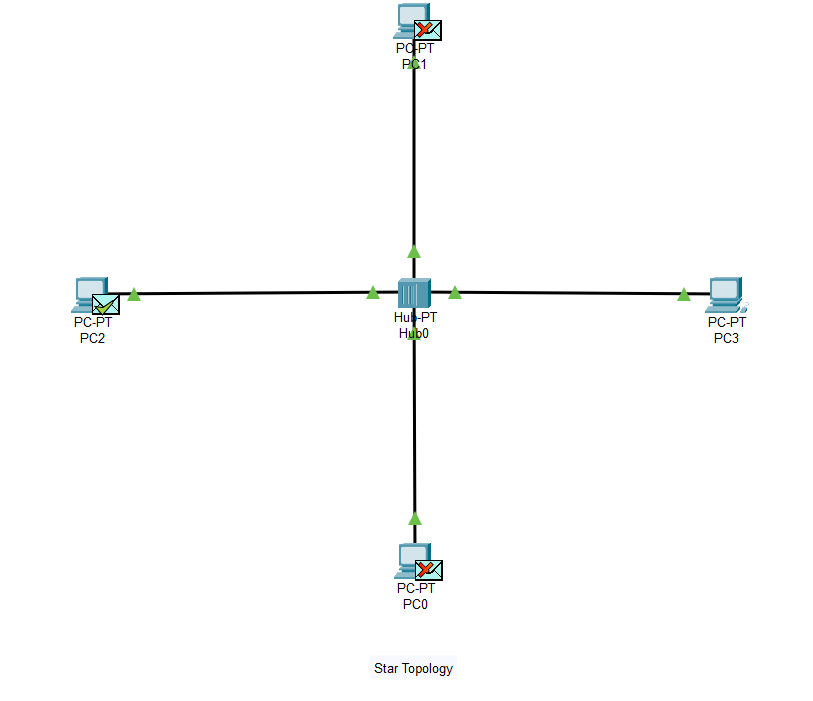 PC-PT
PC1
PC-PT
PC2
Hub-PT
Hub0
PC-PT
PC3
PC-PT
PC0
Star Topology